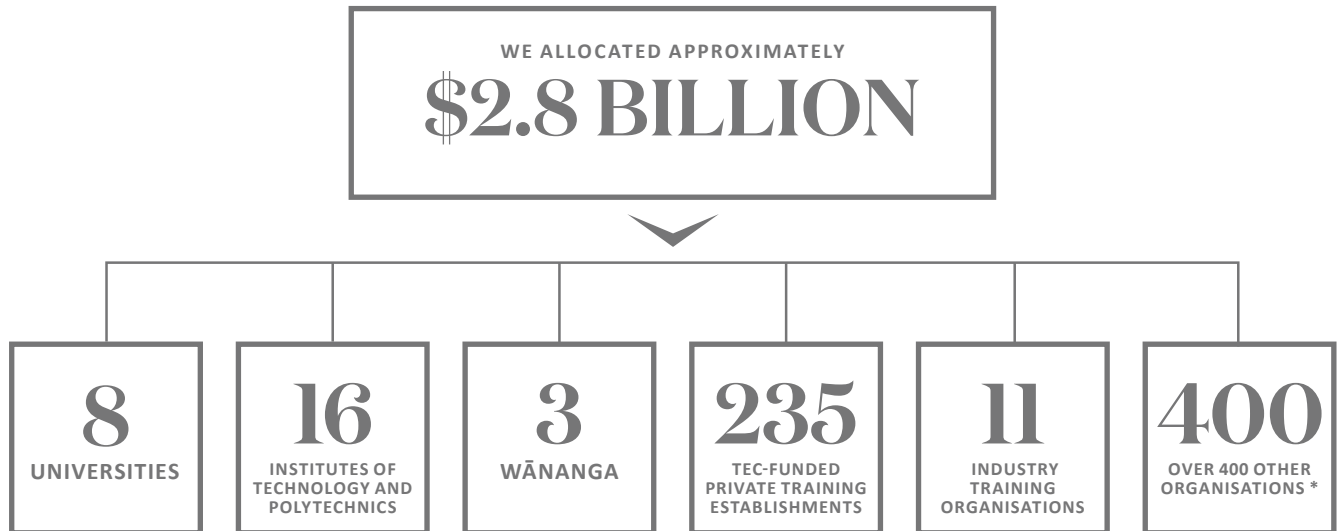 WE ALLOCATED APPROXIMATELY
$2.8 BILLION
8
UNIVERSITIES
16
INSTITUTES OF
TECHNOLOGY AND
POLYTECHNICS
3
WĀNANGA
235
TEC-FUNDED
PRIVATE TRAINING
ESTABLISHMENTS
11
INDUSTRY
TRAINING
ORGANISATIONS
400
OVER 400 OTHER
ORGANISATIONS *